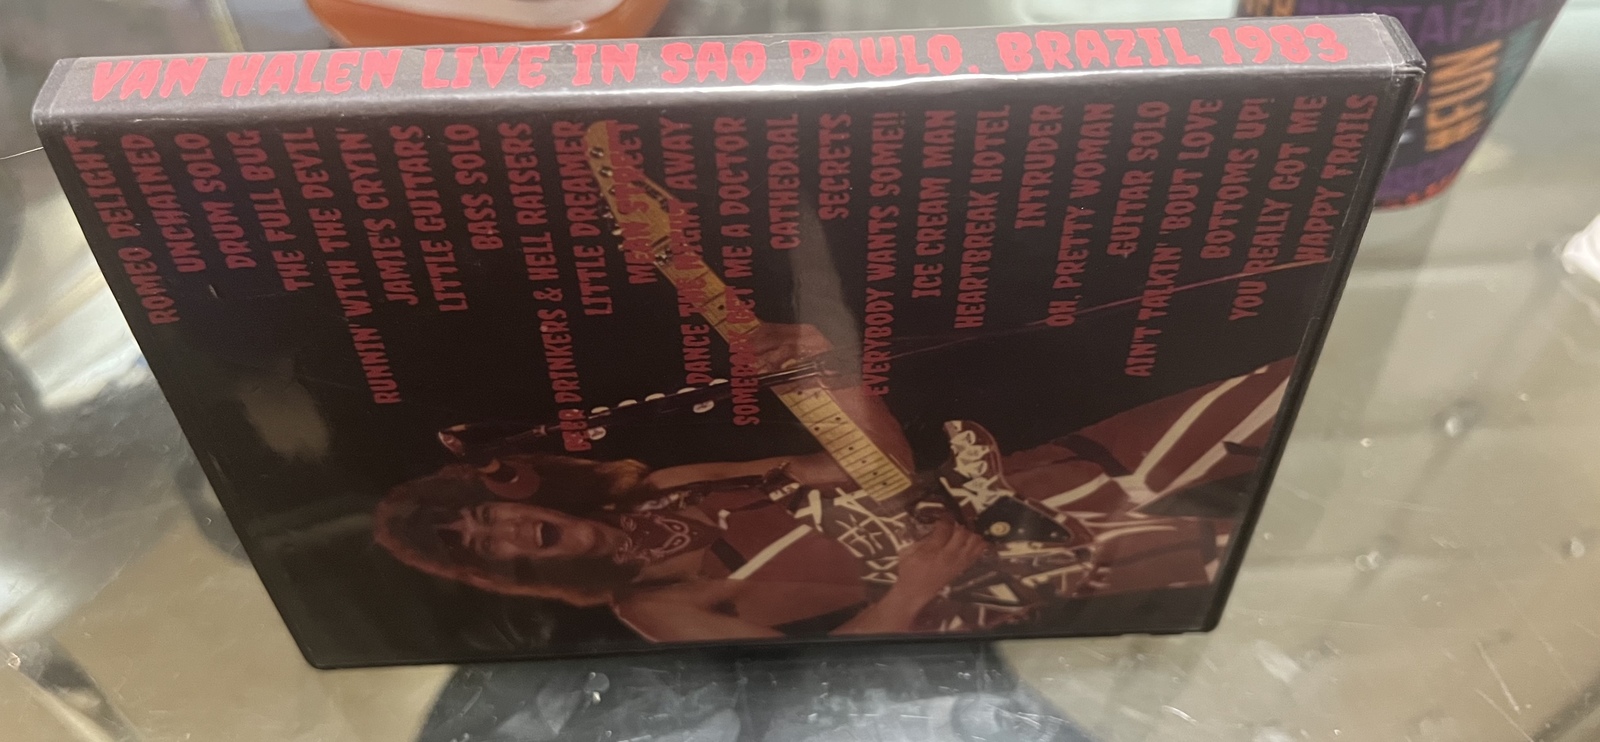 VAN HALEN LIVE IN SAO PAULO, BRAZIL 1983
ROMEO DELIGHT
UNCHAINED
DRUM SOLO
THE FULL BUG
RUNNIN' WITH THE DEVIL
JAMIE'S CRYIN'
LITTLE GUITARS
BASS SOLO
BEER DRINKERS & HELL RAISERS
LITTLE DREAMER
MEAN STREET
DANCE THE NIGHT AWAY
SOMEBODY GET ME A DOCTOR
CATHEDRAL
SECRETS
EVERYBODY WANTS SOME!!
ICE CREAM MAN
HEARTBREAK HOTEL
INTRUDER
OH, PRETTY WOMAN
GUITAR SOLO
AIN'T TALKIN' 'BOUT LOVE
BOTTOMS UP!
YOU REALLY GOT ME
HAPPY TRAILS
#FUN